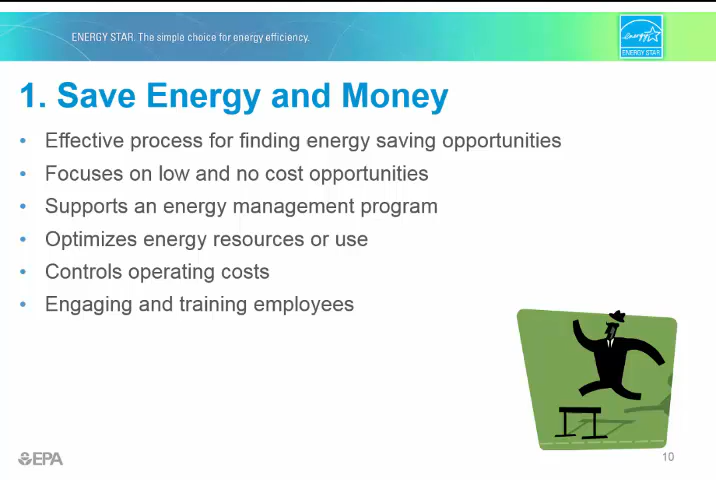 ENERGY STAR. The simple choice for energy efficiency.
energy
ENERGY STAR
1. Save Energy and Money
• Effective process for finding energy saving opportunities
• Focuses on low and no cost opportunities
• Supports an energy management program
• Optimizes energy resources or use
• Controls operating costs
• Engaging and training employees
EPA
10